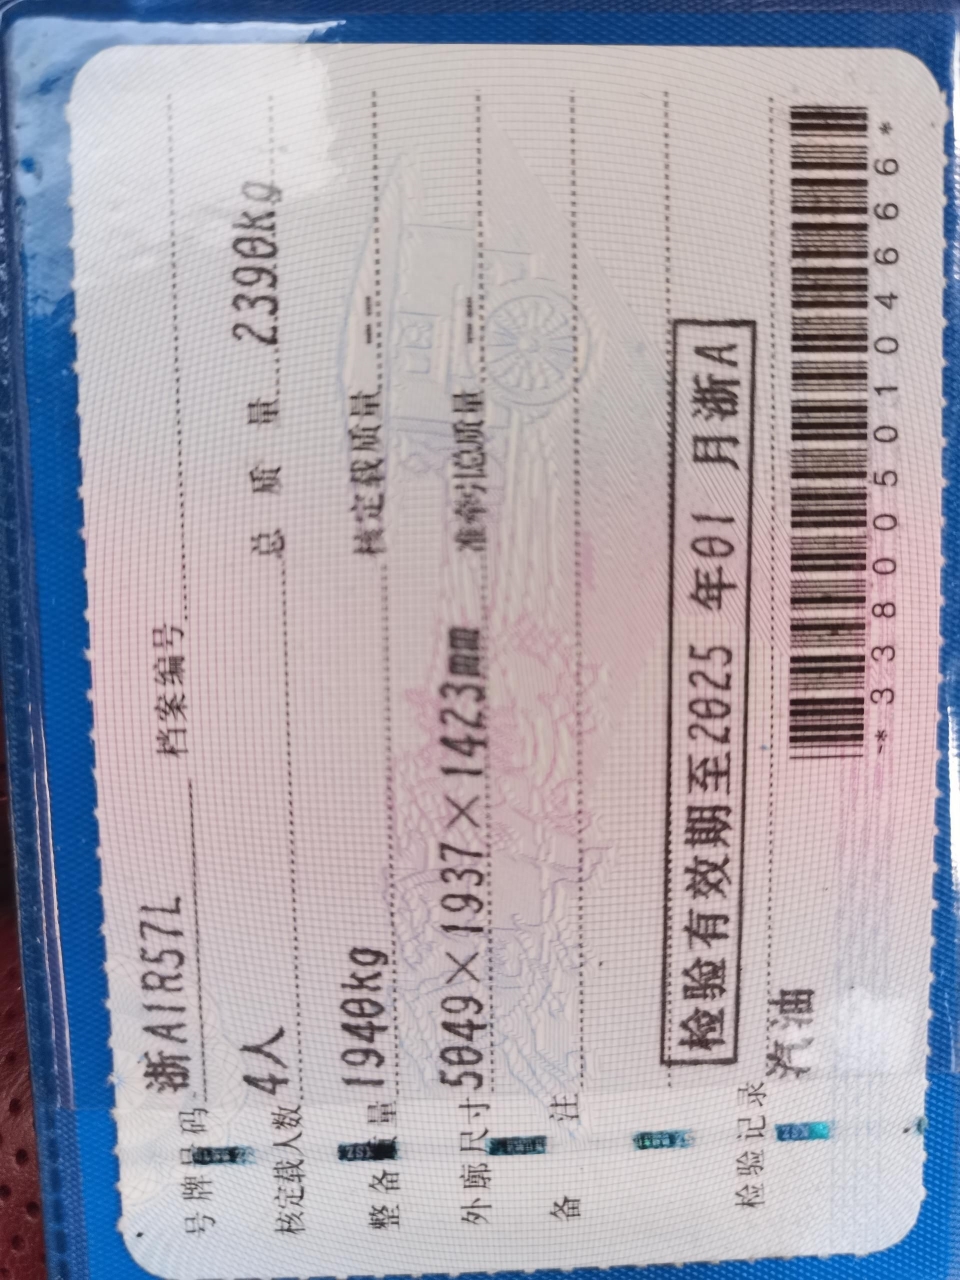 号牌号码 浙A1R57L 档案编号
核定载人数 4人 总质量 2390kg
整备质量 1940kg 核定载质量 --
外廓尺寸 5049×1937×1423mm 准牵引总质量 --
备注
检验有效期至2025年01月浙A
检验记录 汽油
*3380050104666*